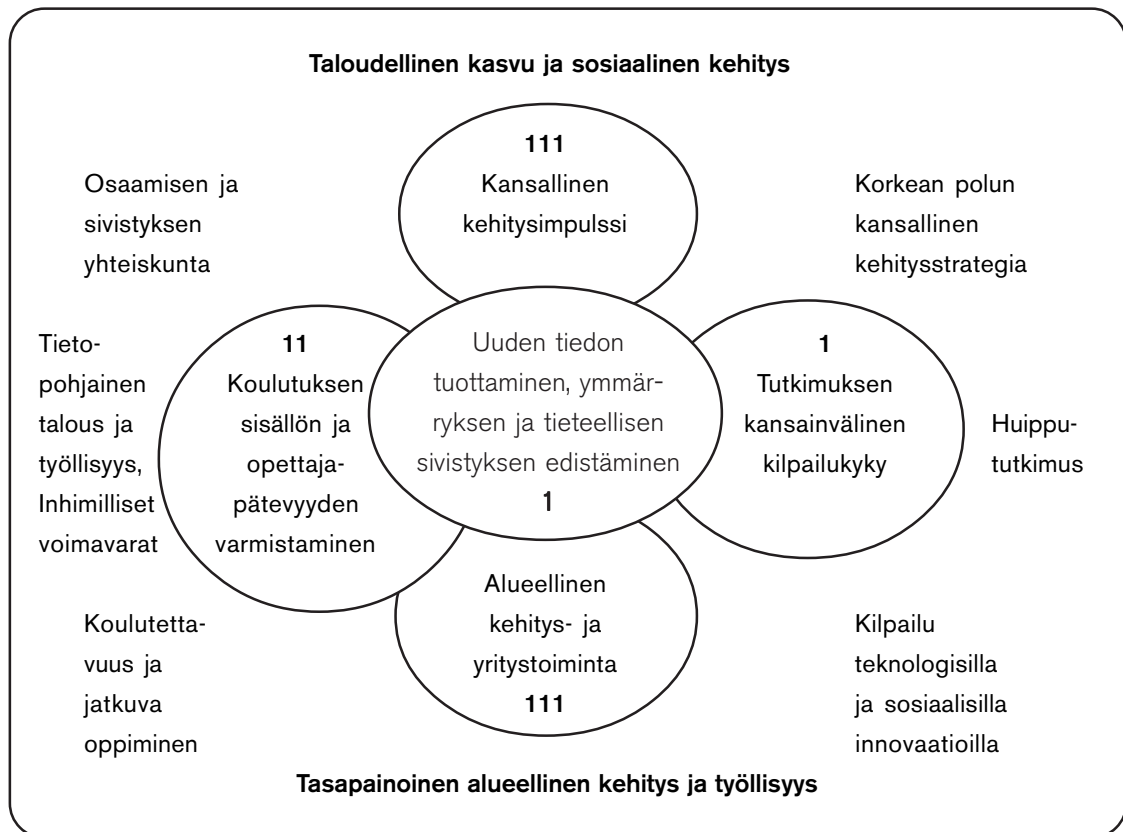 Taloudellinen kasvu ja sosiaalinen kehitys
111
Kansallinen
kehitysimpulssi
Osaamisen ja
sivistyksen
yhteiskunta
Korkean polun
kansallinen
kehitysstrategia
Tieto-
pohjainen
talous ja
työllisyys,
Inhimilliset
voimavarat
11
Koulutuksen
sisällön ja
opettaja-
pätevyyden
varmistaminen
Uuden tiedon
tuottaminen, ymmär-
ryksen ja tieteellisen
sivistyksen edistäminen
1
1
Tutkimuksen
kansainvälinen
kilpailukyky
Huippu-
tutkimus
Koulutetta-
vuus ja
jatkuva
oppiminen
Alueellinen
kehitys- ja
yritystoiminta
111
Kilpailu
teknologisilla
ja sosiaalisilla
innovaatioilla
Tasapainoinen alueellinen kehitys ja työllisyys